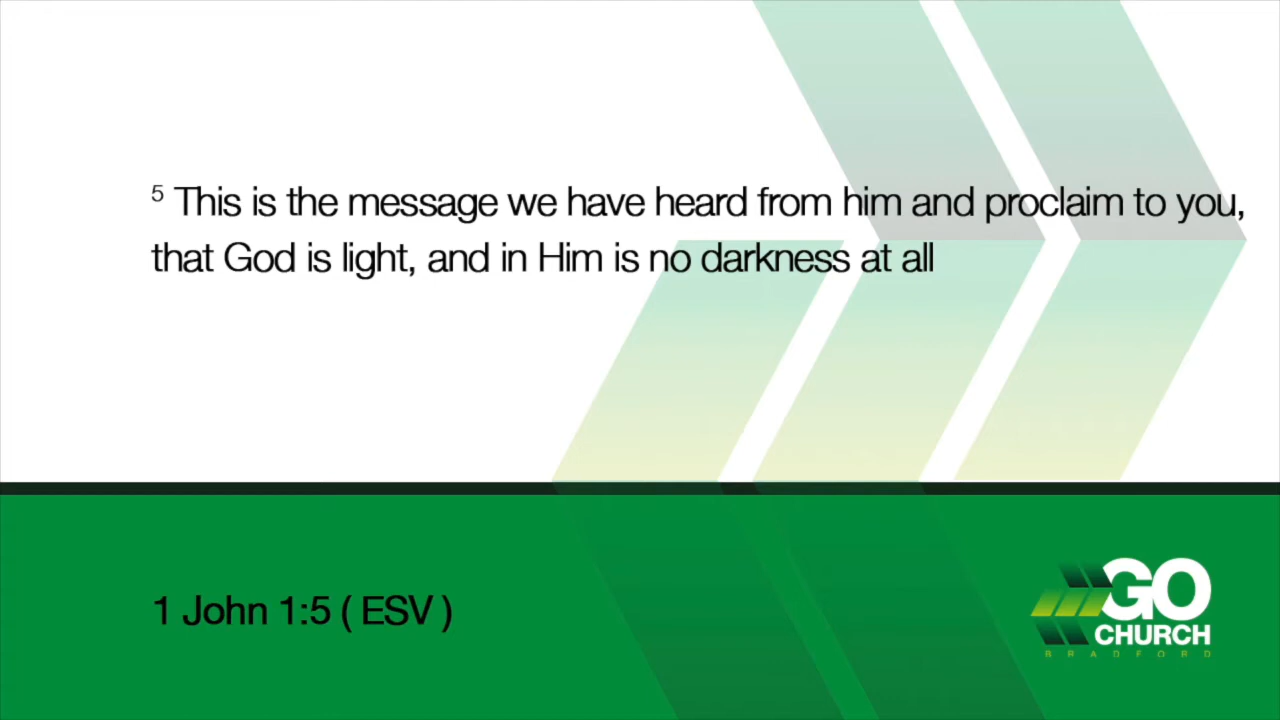 5 This is the message we have heard from him and proclaim to you,
that God is light, and in Him is no darkness at all
1 John 1:5 ( ESV )
GO
CHURCH
BRADFORD